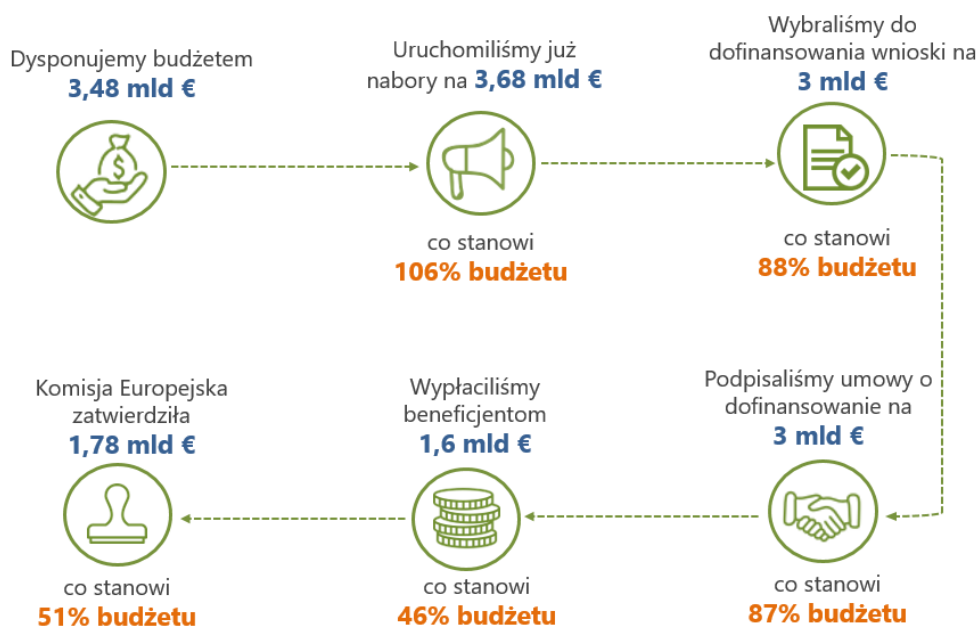 Dysponujemy budżetem
3,48 mld €
Uruchomiliśmy już
nabory na 3,68 mld €
co stanowi
106% budżetu
Wybraliśmy do
dofinansowania wnioski na
3 mld €
co stanowi
88% budżetu
Podpisaliśmy umowy o
dofinansowanie na
3 mld €
co stanowi
87% budżetu
Wypłaciliśmy
beneficjentom
1,6 mld €
co stanowi
46% budżetu
Komisja Europejska
zatwierdziła
1,78 mld €
co stanowi
51% budżetu